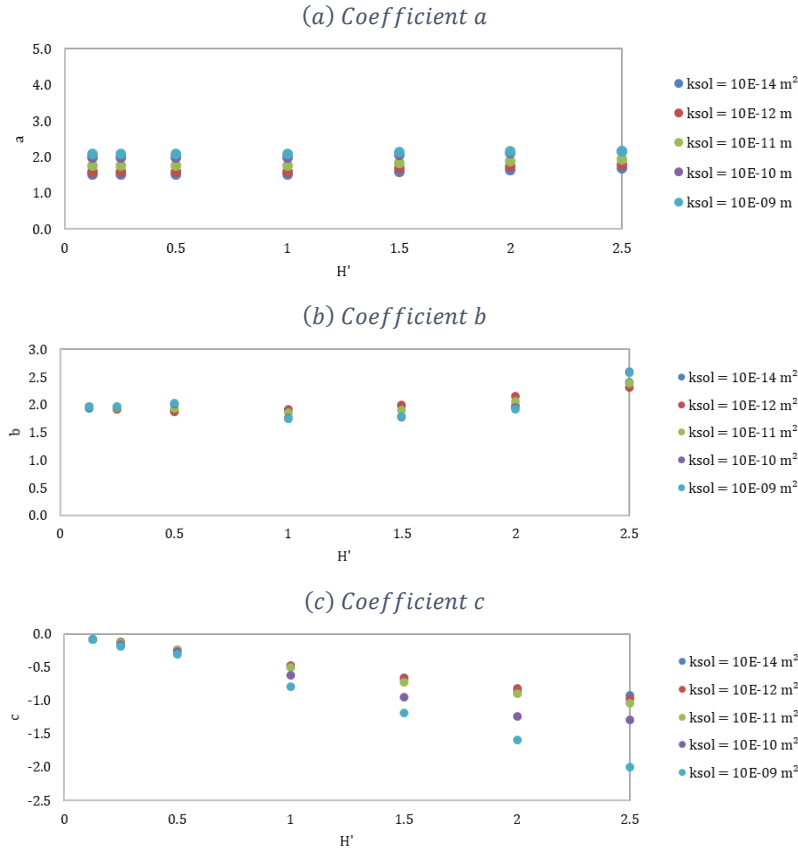 (a) Coefficient a
5.0
4.0
3.0
2.0
1.0
0.0
a
0 0.5 1 1.5 2 2.5
H'
ksol = 10E-14 m²
ksol = 10E-12 m
ksol = 10E-11 m
ksol = 10E-10 m
ksol = 10E-09 m
(b) Coefficient b
3.0
2.5
2.0
1.5
1.0
0.5
0.0
b
0 0.5 1 1.5 2 2.5
H'
ksol = 10E-14 m²
ksol = 10E-12 m²
ksol = 10E-11 m²
ksol = 10E-10 m²
ksol = 10E-09 m²
(c) Coefficient c
0.0
-0.5
-1.0
-1.5
-2.0
-2.5
c
0 0.5 1 1.5 2 2.5
H'
ksol = 10E-14 m²
ksol = 10E-12 m²
ksol = 10E-11 m²
ksol = 10E-10 m²
ksol = 10E-09 m²